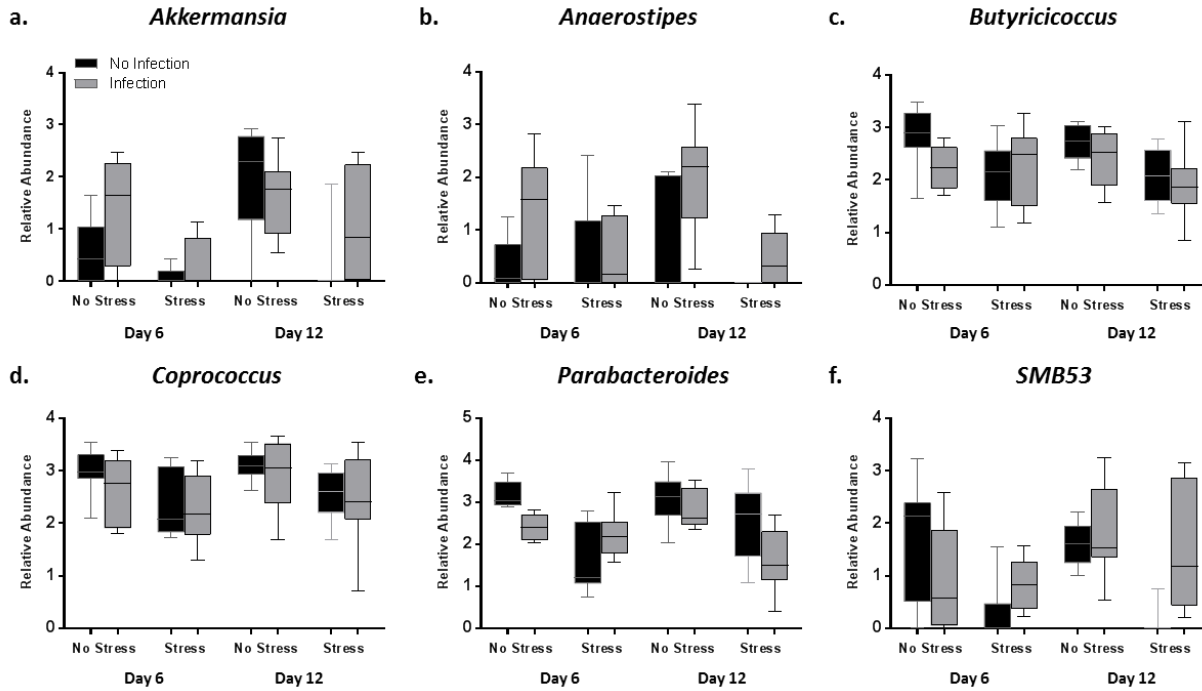 a. Akkermansia
No Infection
Infection
4
3
2
1
0
Relative Abundance
No Stress Stress No Stress Stress
Day 6 Day 12
b. Anaerostipes
4
3
2
1
0
Relative Abundance
No Stress Stress No Stress Stress
Day 6 Day 12
c. Butyricicoccus
4
3
2
1
0
Relative Abundance
No Stress Stress No Stress Stress
Day 6 Day 12
d. Coprococcus
4
3
2
1
0
Relative Abundance
No Stress Stress No Stress Stress
Day 6 Day 12
e. Parabacteroides
5
4
3
2
1
0
Relative Abundance
No Stress Stress No Stress Stress
Day 6 Day 12
f. SMB53
4
3
2
1
0
Relative Abundance
No Stress Stress No Stress Stress
Day 6 Day 12